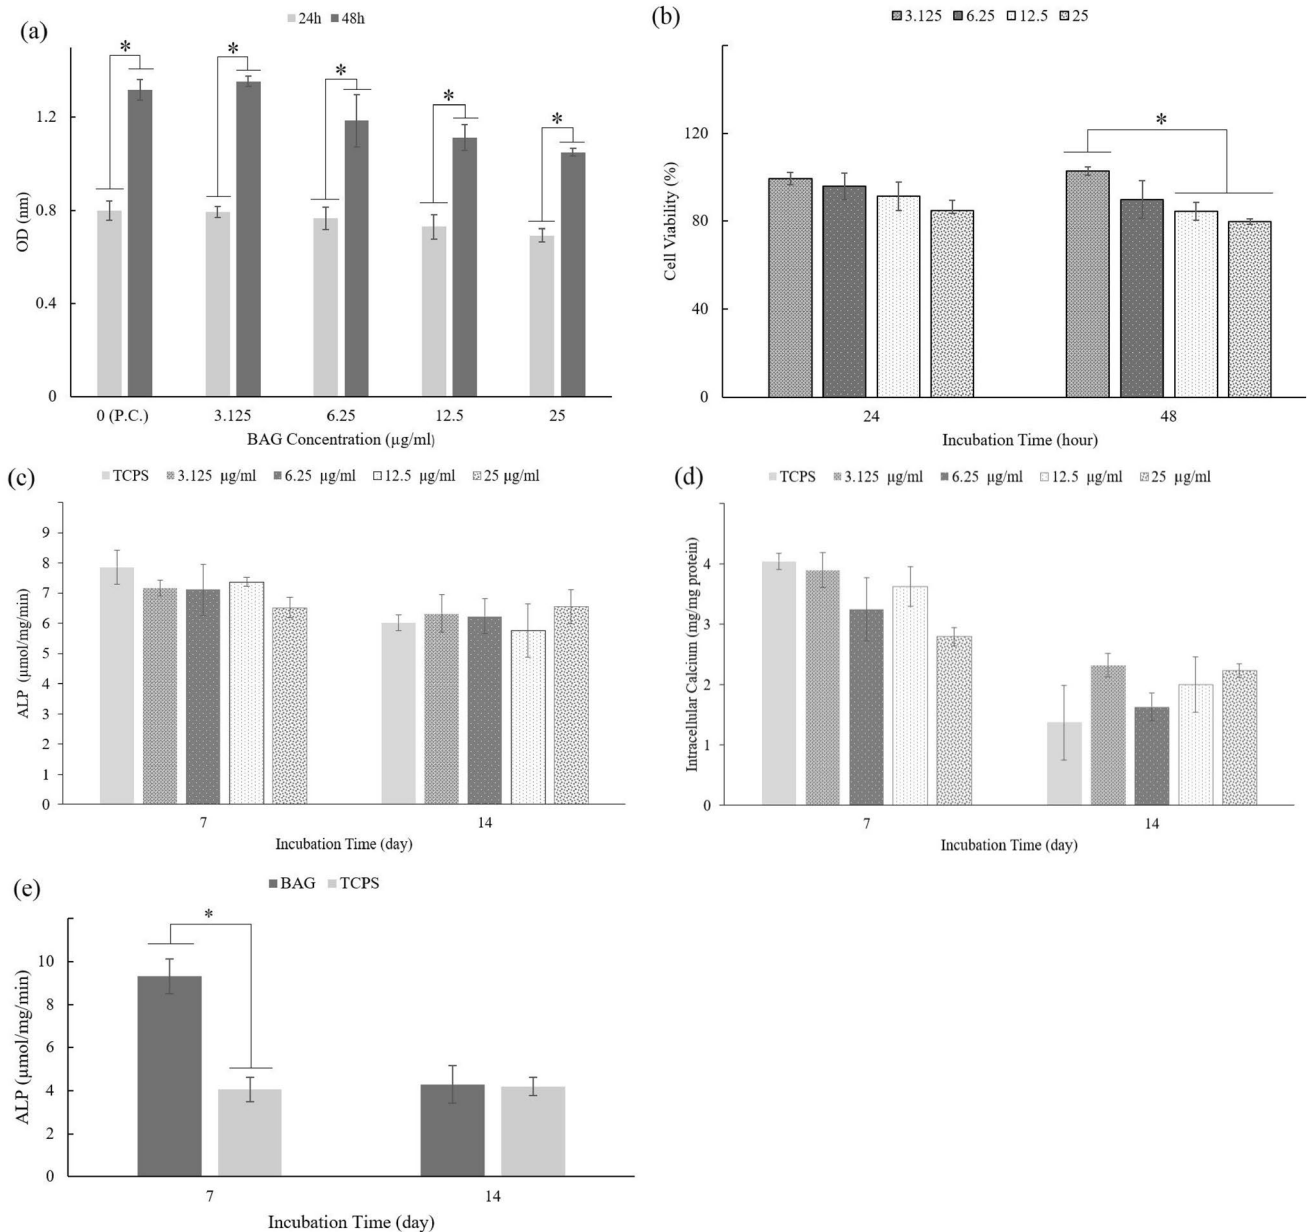 (a)
24h 48h
* * * * *
1.2
0.8
0.4
0
OD (nm)
0 (P.C.) 3.125 6.25 12.5 25
BAG Concentration (µg/ml)
(b)
3.125 6.25 12.5 25
*
120
80
40
0
Cell Viability (%)
24 48
Incubation Time (hour)
(c)
TCPS 3.125 µg/ml 6.25 µg/ml 12.5 µg/ml 25 µg/ml
9
8
7
6
5
4
3
2
1
0
ALP (µmol/mg/min)
7 14
Incubation Time (day)
(d)
TCPS 3.125 µg/ml 6.25 µg/ml 12.5 µg/ml 25 µg/ml
4
3
2
1
0
Intracellular Calcium (mg/mg protein)
7 14
Incubation Time (day)
(e)
BAG TCPS
*
10
8
6
4
2
0
ALP (µmol/mg/min)
7 14
Incubation Time (day)